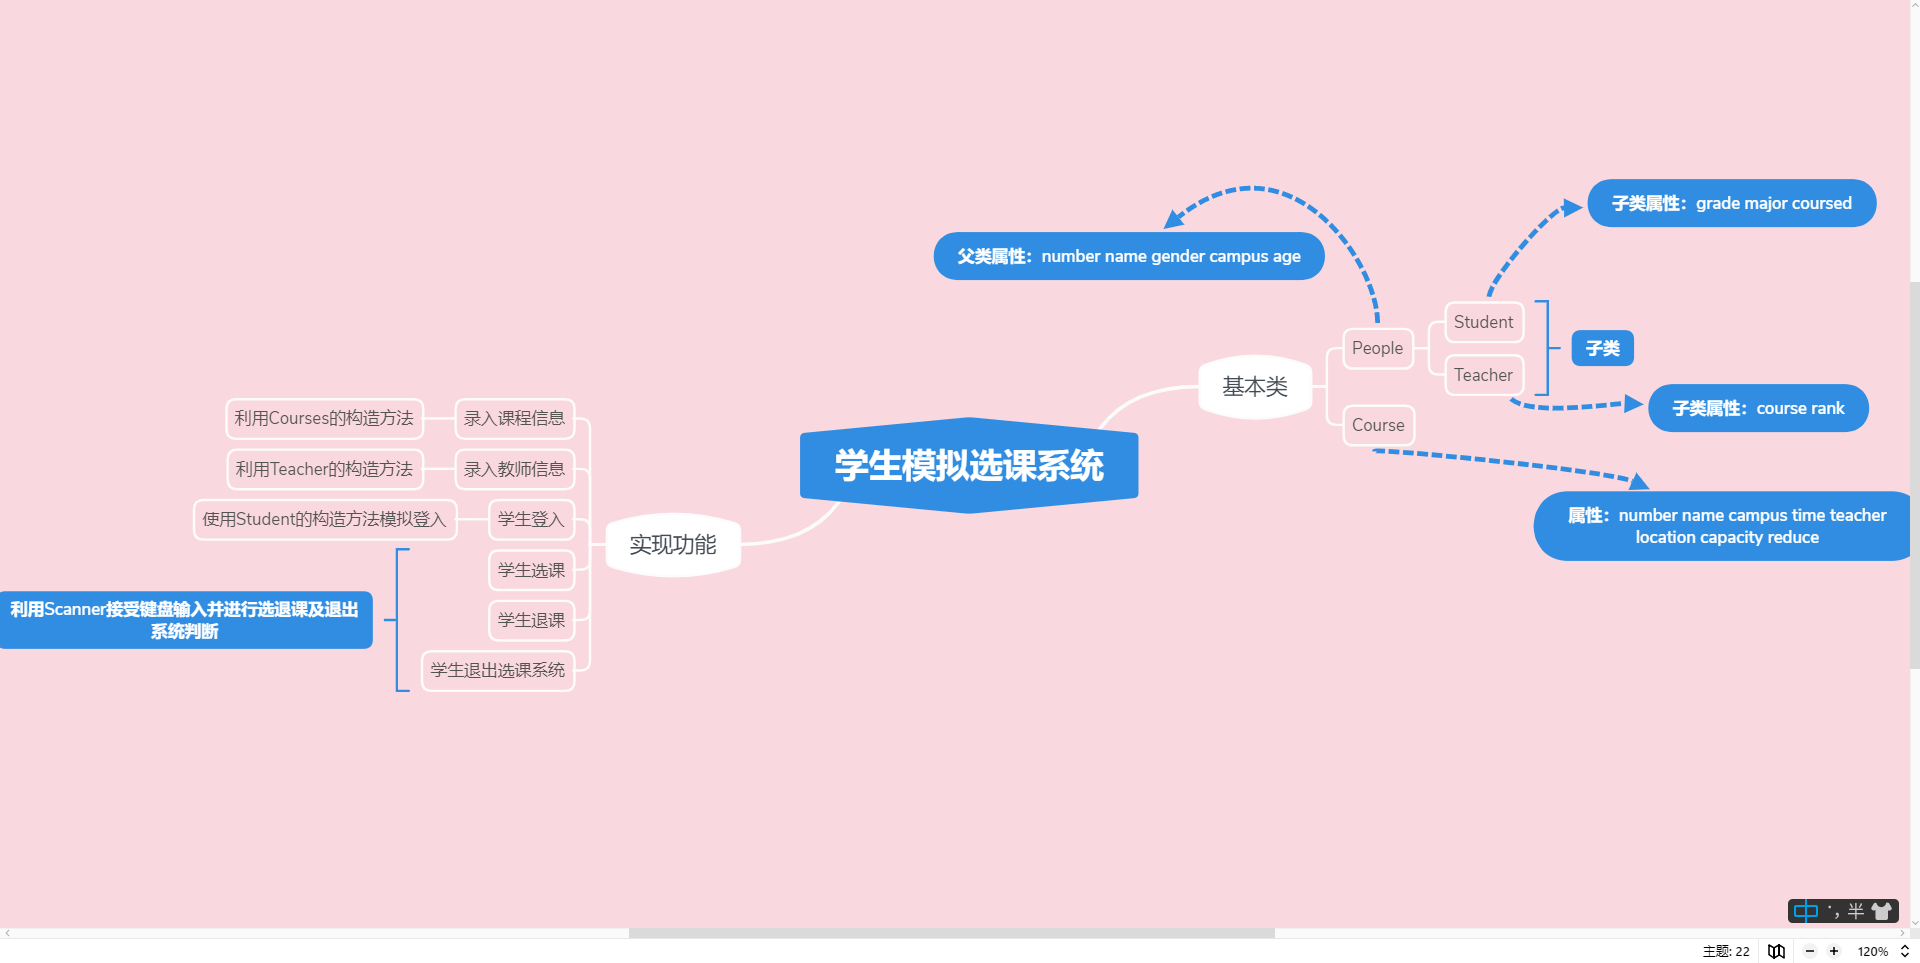 子类属性：grade major coursed
父类属性：number name gender campus age
Student
People
子类
Teacher
基本类
子类属性：course rank
Course
利用Courses的构造方法
录入课程信息
学生模拟选课系统
利用Teacher的构造方法
录入教师信息
使用Student的构造方法模拟登入
学生登入
属性：number name campus time teacher
location capacity reduce
实现功能
学生选课
利用Scanner接受键盘输入并进行选退课及退出
系统判断
学生退课
学生退出选课系统
中 ，半
主题: 22
120%